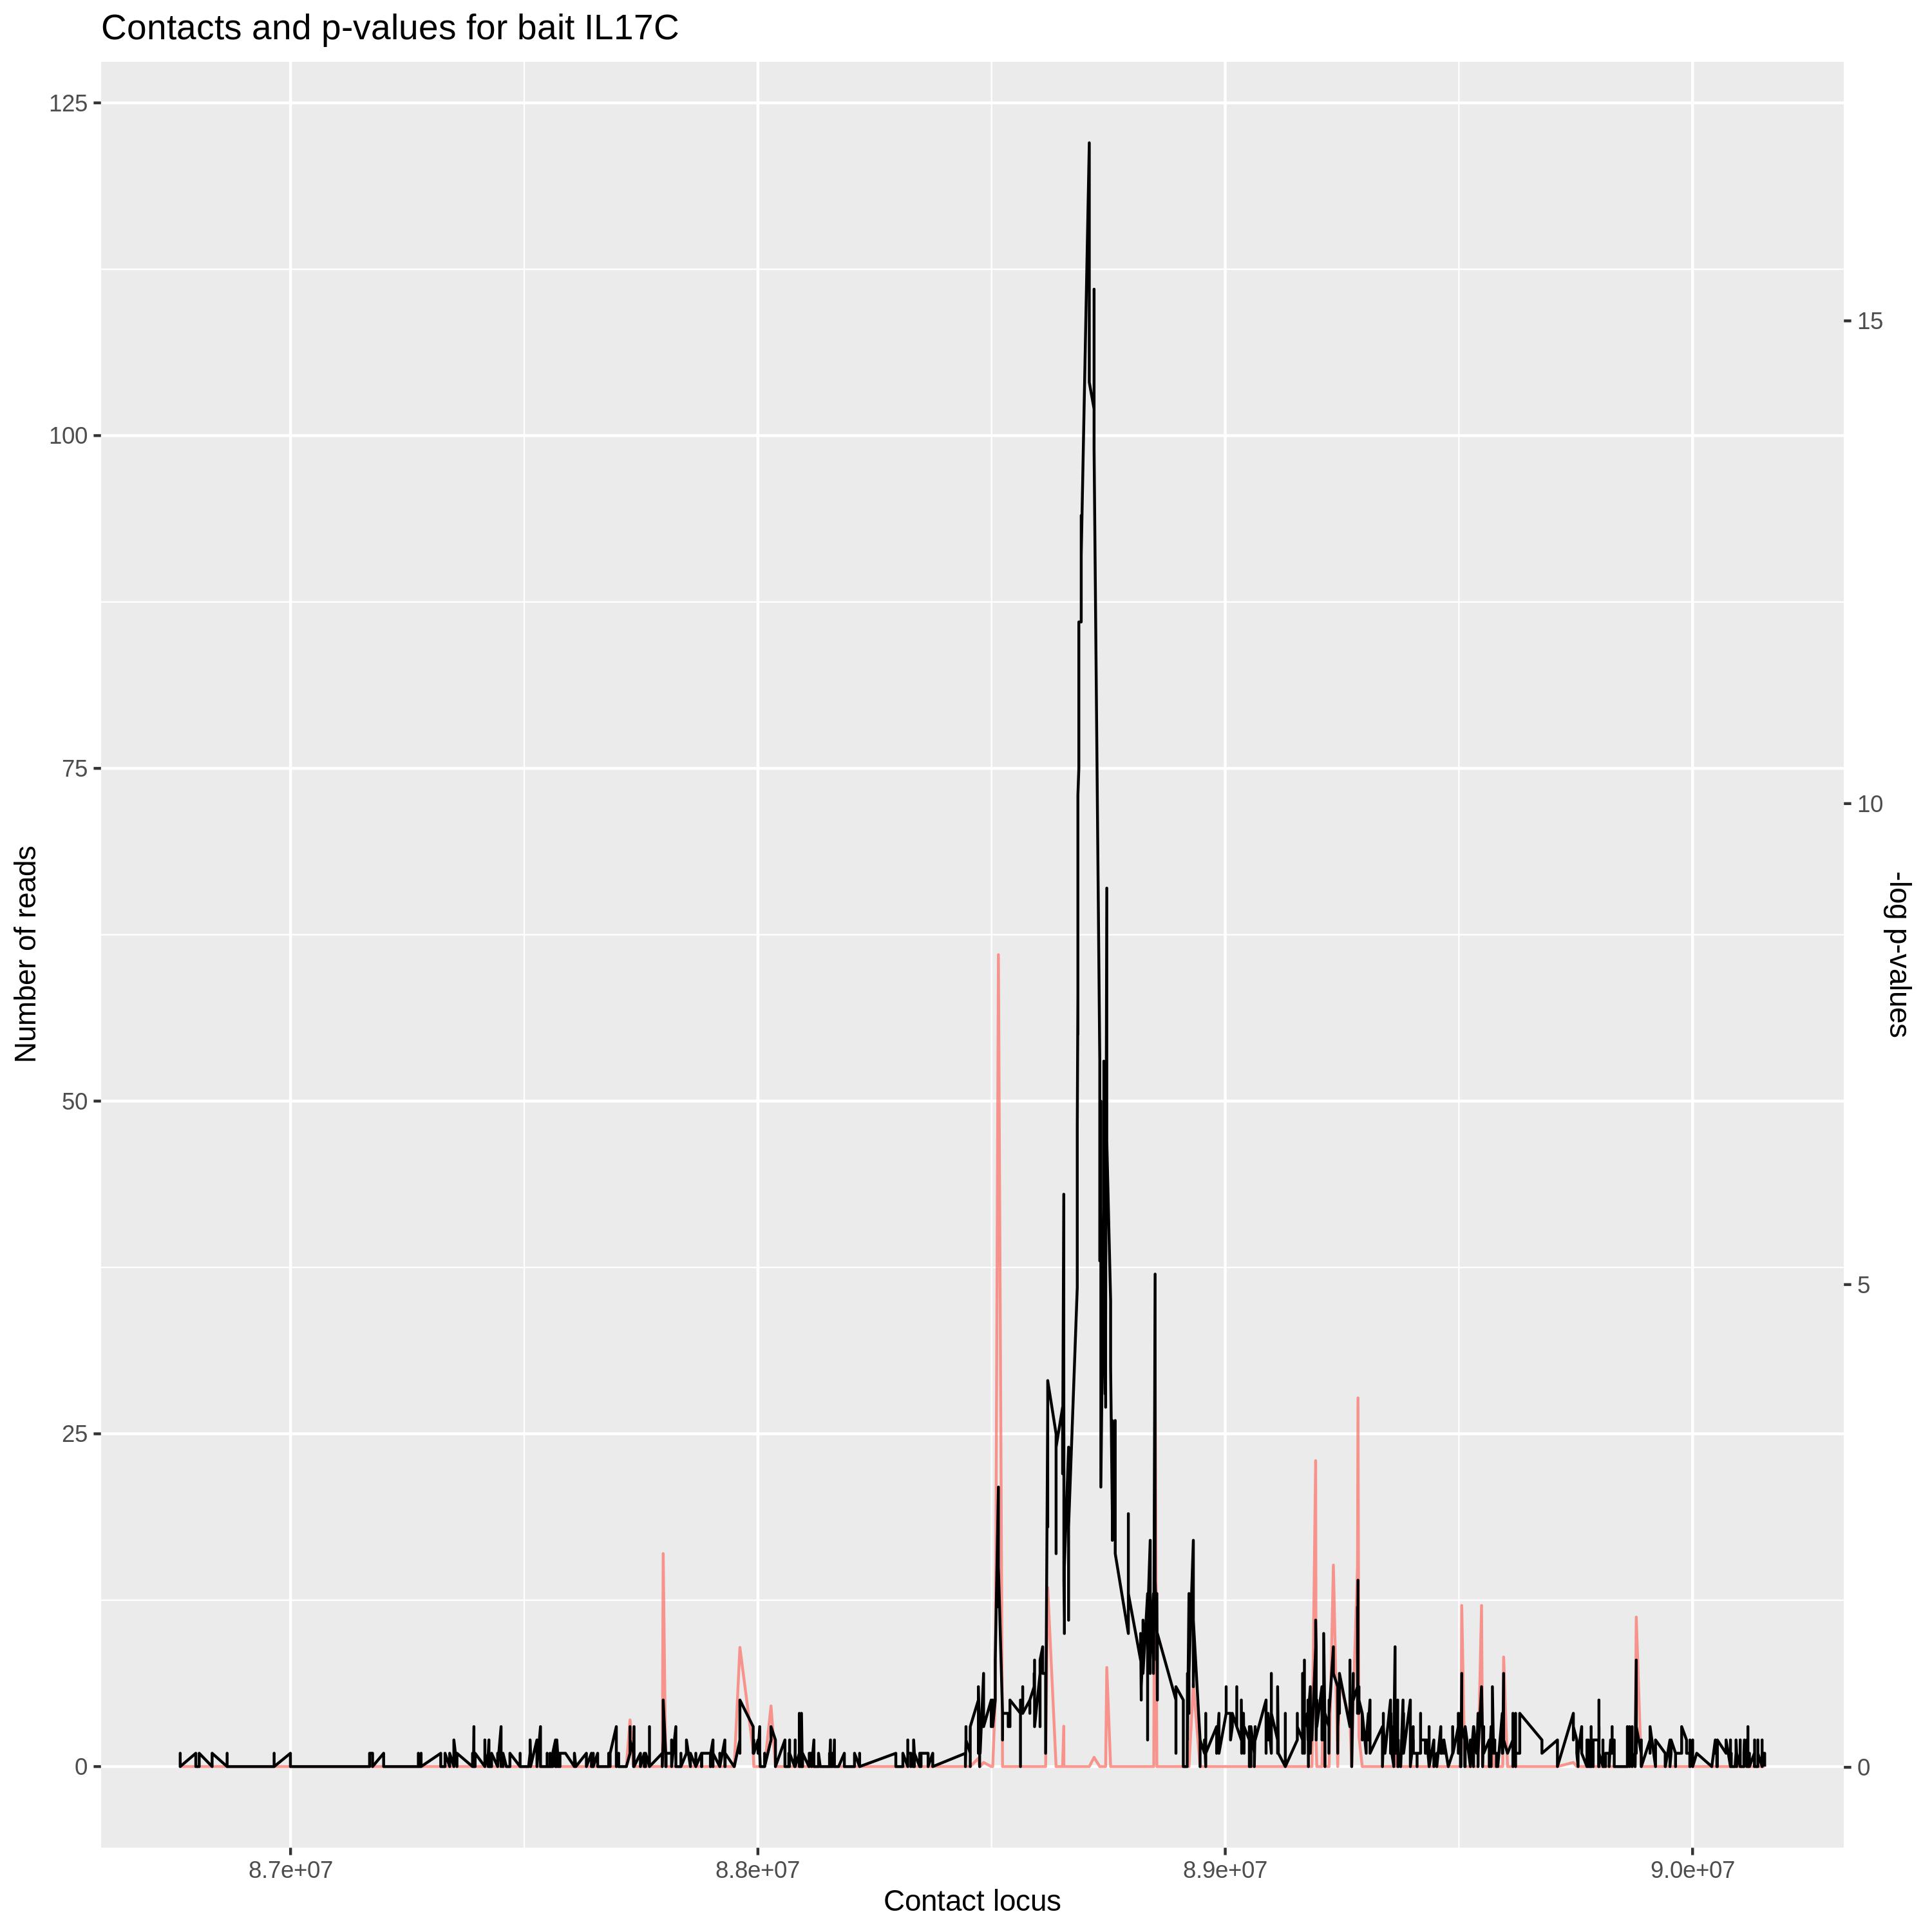 Contacts and p-values for bait IL17C
125
100
75
50
25
0
Number of reads
15
10
5
0
-log p-values
8.7e+07
8.8e+07
8.9e+07
9.0e+07
Contact locus